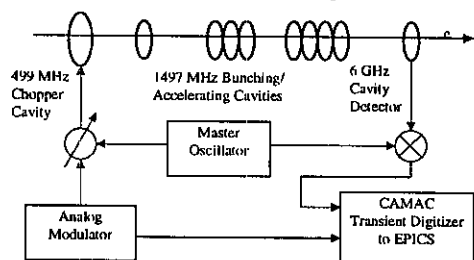 e
499 MHz
Chopper
Cavity
1497 MHz Bunching/
Accelerating Cavities
6 GHz
Cavity
Detector
Master
Oscillator
Analog
Modulator
CAMAC
Transient Digitizer
to EPICS